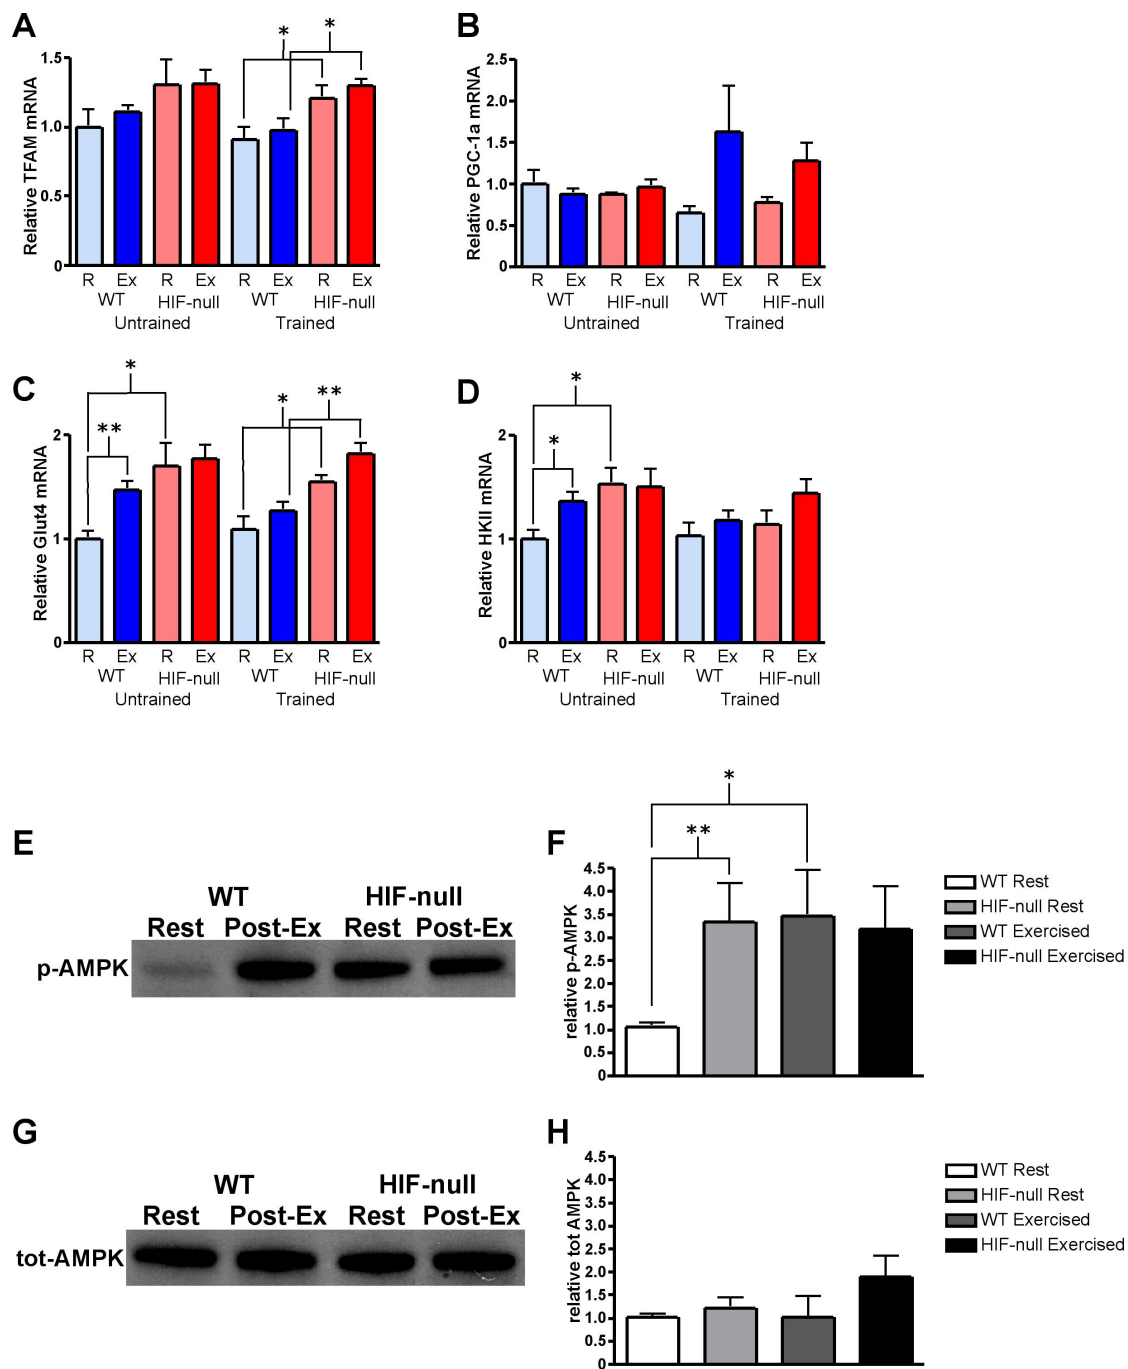 A
Relative TFAM mRNA
1.5
1.0
0.5
0
*
*
R Ex R Ex R Ex R Ex
WT HIF-null WT HIF-null
Untrained Trained
B
Relative PGC-1a mRNA
2.5
2.0
1.5
1.0
0.5
0
R Ex R Ex R Ex R Ex
WT HIF-null WT HIF-null
Untrained Trained
C
Relative Glut4 mRNA
2
1
0
*
**
*
**
R Ex R Ex R Ex R Ex
WT HIF-null WT HIF-null
Untrained Trained
D
Relative HKII mRNA
2
1
0
*
*
R Ex R Ex R Ex R Ex
WT HIF-null WT HIF-null
Untrained Trained
E
WT HIF-null
Rest Post-Ex Rest Post-Ex
p-AMPK
F
relative p-AMPK
4.5
4.0
3.5
3.0
2.5
2.0
1.5
1.0
0.5
0
*
**
WT Rest
HIF-null Rest
WT Exercised
HIF-null Exercised
G
WT HIF-null
Rest Post-Ex Rest Post-Ex
tot-AMPK
H
relative tot AMPK
4.5
4.0
3.5
3.0
2.5
2.0
1.5
1.0
0.5
0
WT Rest
HIF-null Rest
WT Exercised
HIF-null Exercised